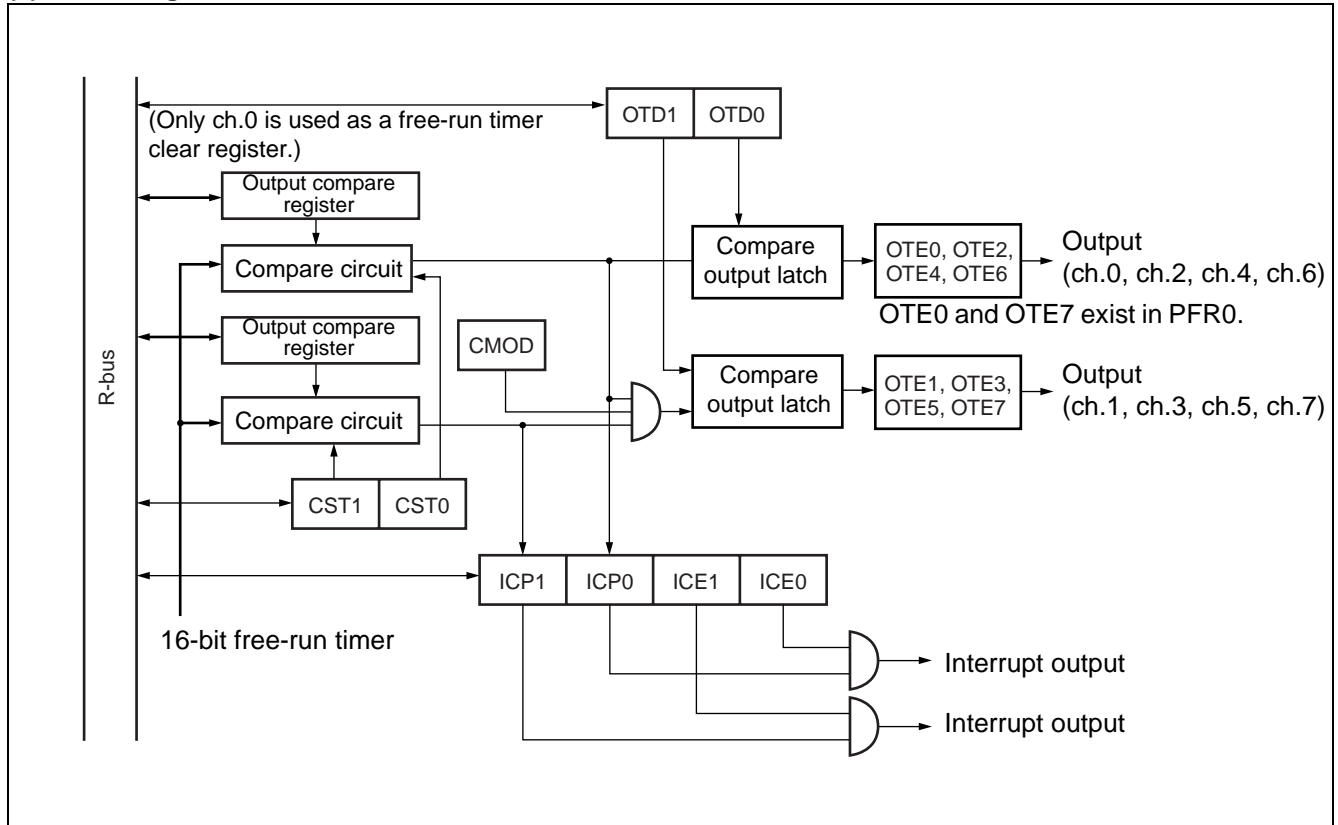 OTD1 OTD0
(Only ch.0 is used as a free-run timer
clear register.)
Output compare
register
Compare circuit
Compare
output latch
OTE0, OTE2,
OTE4, OTE6
Output
(ch.0, ch.2, ch.4, ch.6)
OTE0 and OTE7 exist in PFR0.
R-bus
Output compare
register
CMOD
Compare circuit
Compare
output latch
OTE1, OTE3,
OTE5, OTE7
Output
(ch.1, ch.3, ch.5, ch.7)
CST1 CST0
ICP1 ICP0 ICE1 ICE0
16-bit free-run timer
Interrupt output
Interrupt output